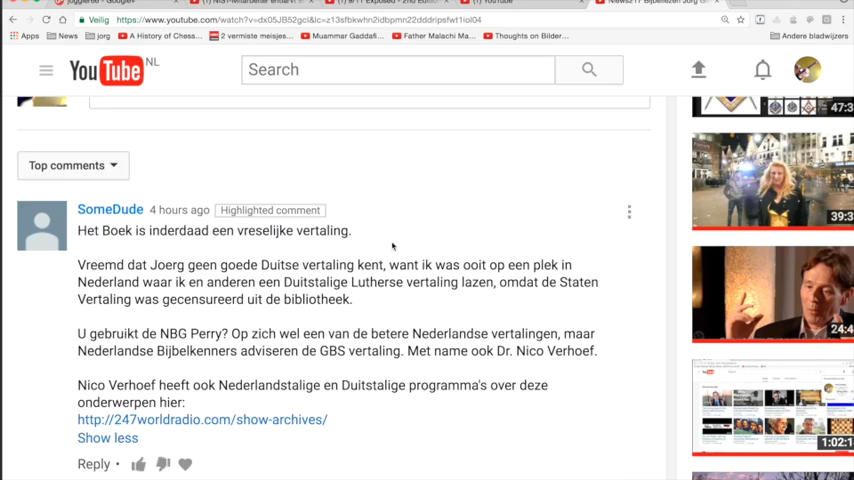 YouTube
Veilig
https://www.youtube.com/watch?v=dx05JB52gcI&lc=z13sfbkwhn2idbpmn22dddripsfwt1iol04
Apps News jorg A History of Chess... 2 vermiste meisjes... Muammar Gaddafi... Father Malachi Ma... Thoughts on Bilder... Andere bladwijzers
YouTube NL
Search
47:3
Top comments
39:3
SomeDude 4 hours ago Highlighted comment
Het Boek is inderdaad een vreselijke vertaling.
Vreemd dat Joerg geen goede Duitse vertaling kent, want ik was ooit op een plek in
Nederland waar ik en anderen een Duitstalige Lutherse vertaling lazen, omdat de Staten
Vertaling was gecensureerd uit de bibliotheek.
24:4
U gebruikt de NBG Perry? Op zich wel een van de betere Nederlandse vertalingen, maar
Nederlandse Bijbelkenners adviseren de GBS vertaling. Met name ook Dr. Nico Verhoef.
Nico Verhoef heeft ook Nederlandstalige en Duitstalige programma's over deze
onderwerpen hier:
http://247worldradio.com/show-archives/
Show less
1:02:1
Reply